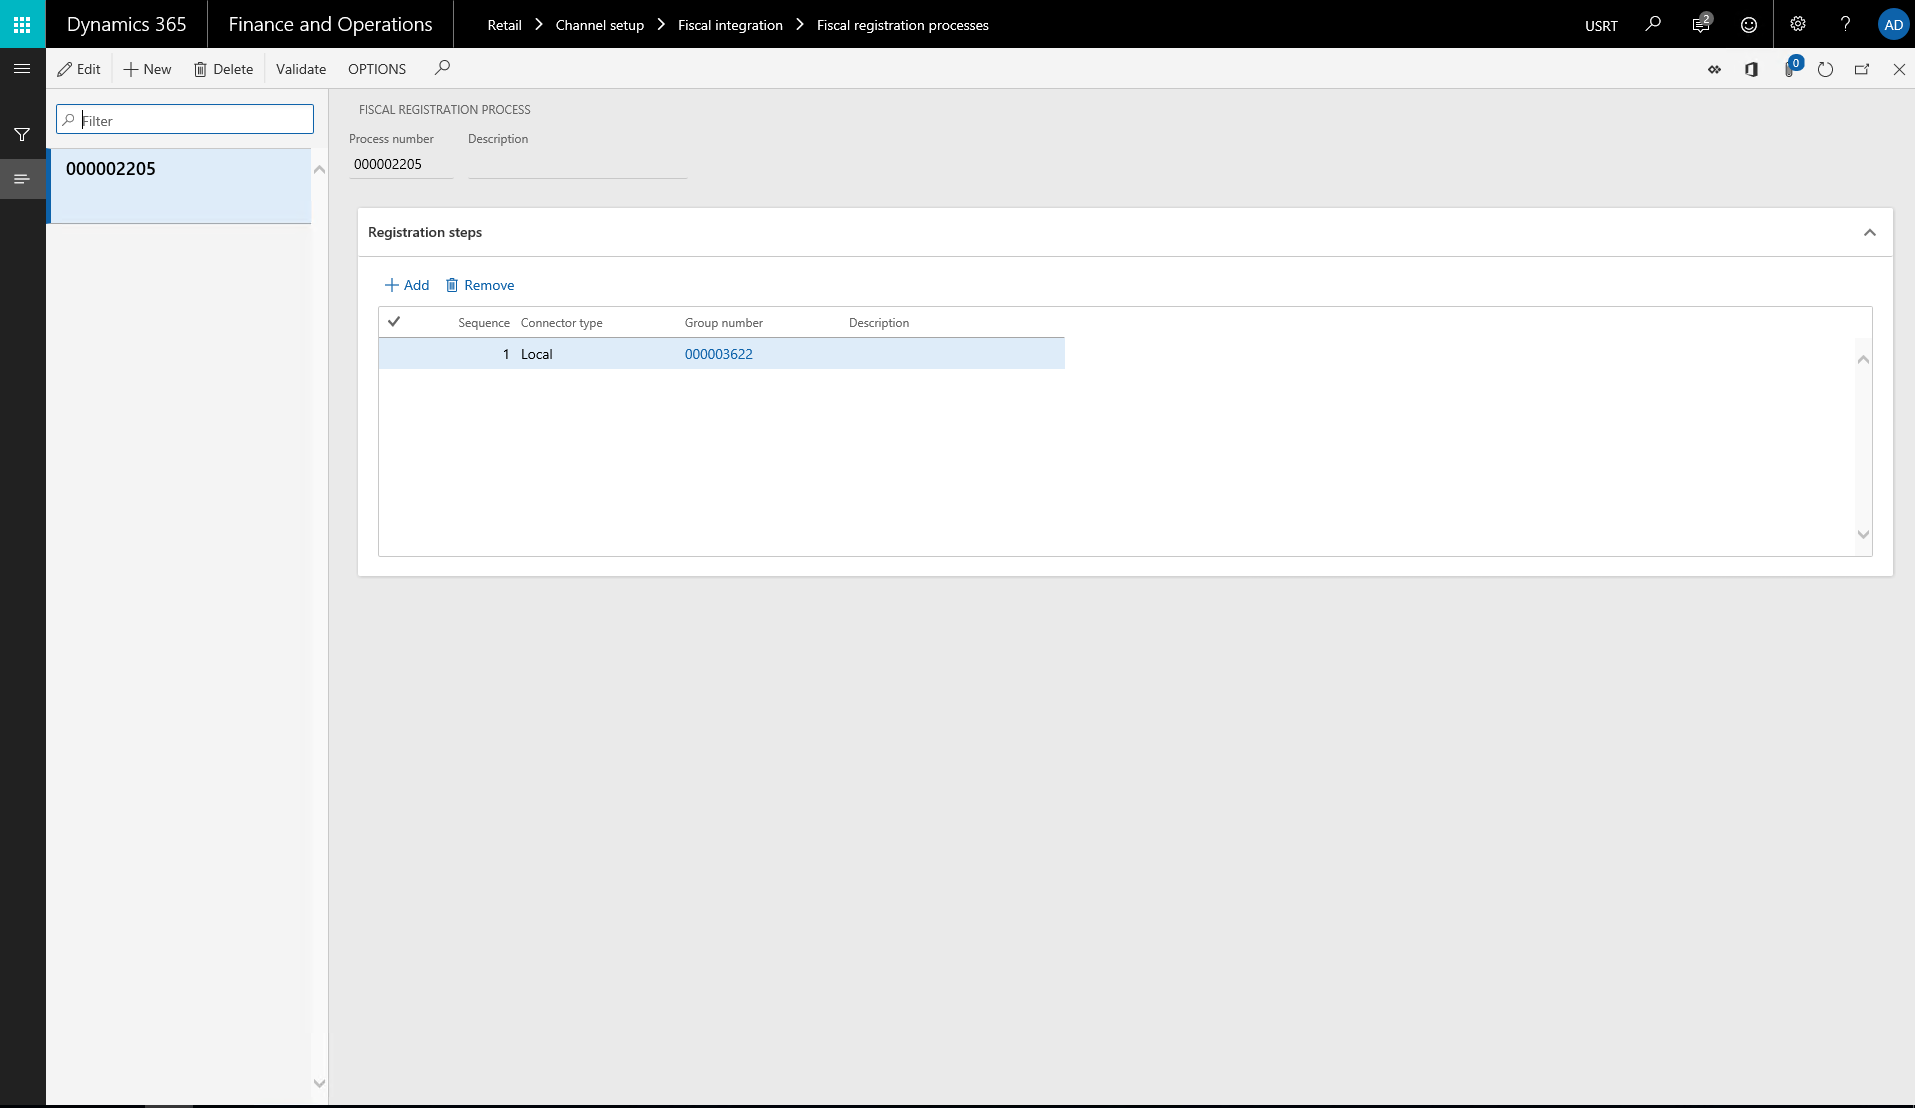 Dynamics 365 Finance and Operations Retail Channel setup Fiscal integration Fiscal registration processes USRT 2 ? AD
Edit New Delete Validate OPTIONS 0
Filter
000002205
FISCAL REGISTRATION PROCESS
Process number Description
000002205
Registration steps
Add Remove
Sequence Connector type Group number Description
1 Local 000003622